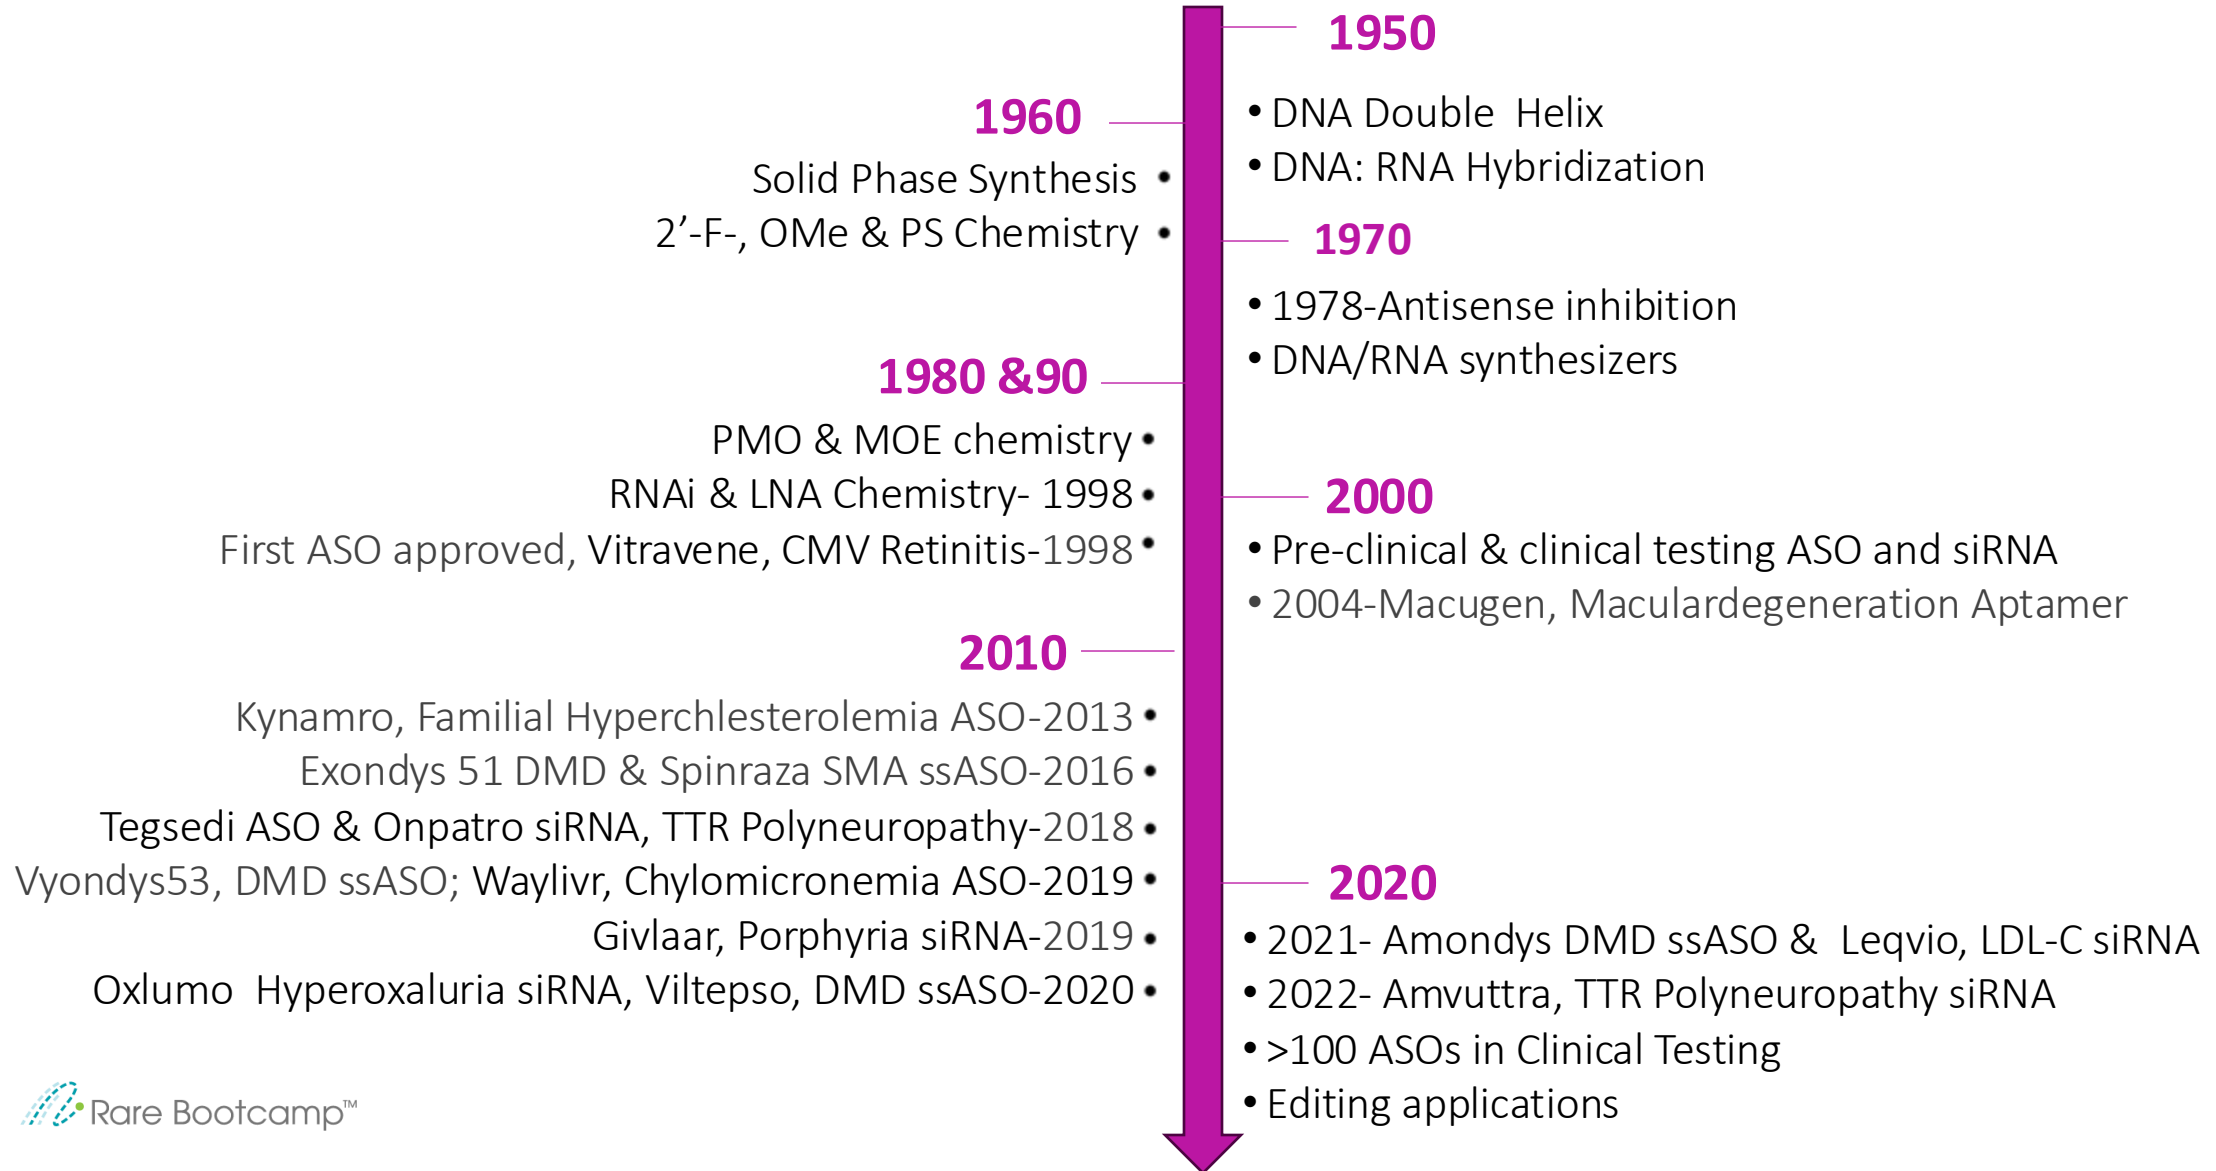 1950
• DNA Double  Helix
• DNA: RNA Hybridization
1960
Solid Phase Synthesis •
2’-F-, OMe & PS Chemistry •
1970
• 1978-Antisense inhibition
• DNA/RNA synthesizers
1980 &90
PMO & MOE chemistry •
RNAi & LNA Chemistry- 1998 •
First ASO approved, Vitravene, CMV Retinitis-1998 •
2000
• Pre-clinical & clinical testing ASO and siRNA
• 2004-Macugen, Maculardegeneration Aptamer
2010
Kynamro, Familial Hyperchlesterolemia ASO-2013 •
Exondys 51 DMD & Spinraza SMA ssASO-2016 •
Tegsedi ASO & Onpatro siRNA, TTR Polyneuropathy-2018 •
Vyondys53, DMD ssASO; Waylivr, Chylomicronemia ASO-2019 •
Givlaar, Porphyria siRNA-2019 •
Oxlumo  Hyperoxaluria siRNA, Viltepso, DMD ssASO-2020 •
2020
• 2021- Amondys DMD ssASO &  Leqvio, LDL-C siRNA
• 2022- Amvuttra, TTR Polyneuropathy siRNA
• >100 ASOs in Clinical Testing
• Editing applications
Rare Bootcamp™